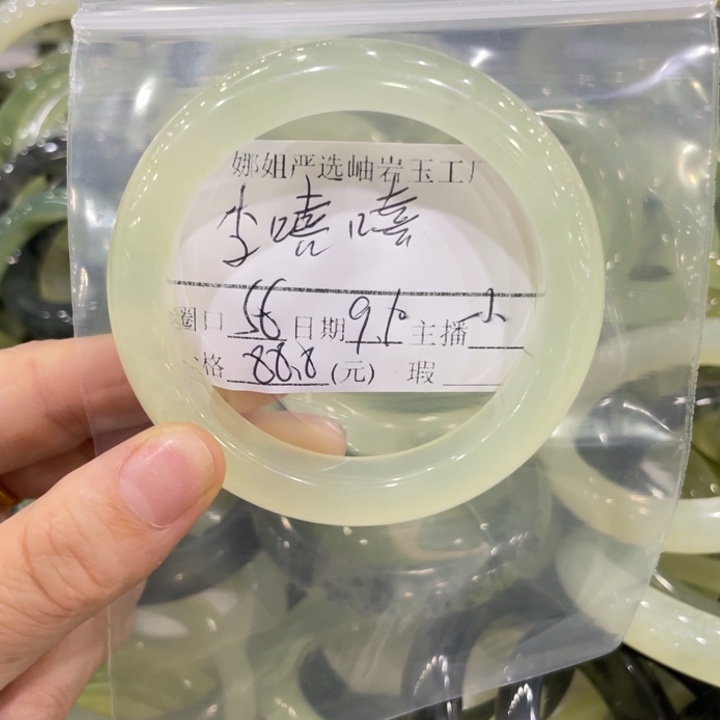 娜姐严选岫岩玉工厂
李嘻嘻
圈口 56 日期 9.6 主播 小
格 88.8 (元) 瑕